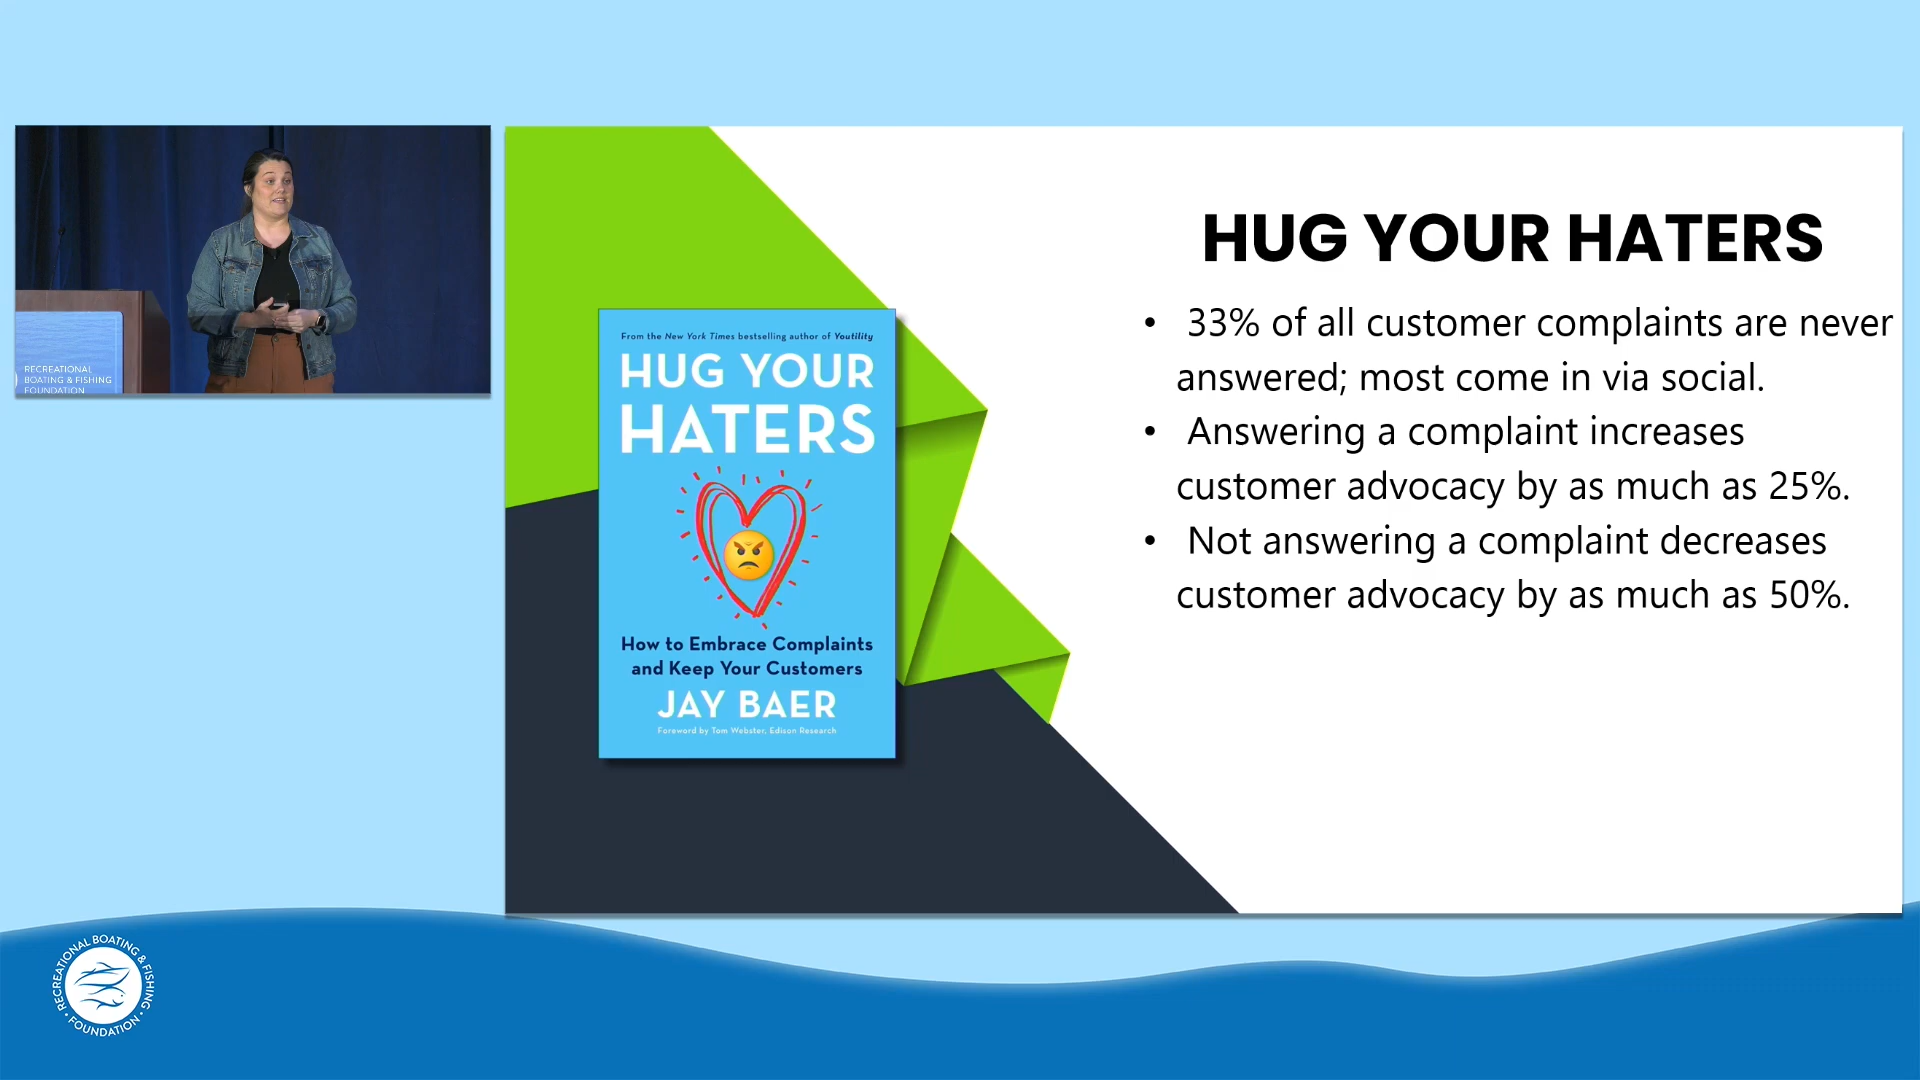 RECREATIONAL
BOATING & FISHING
FOUNDATION
From the New York Times bestselling author of Youtility
HUG YOUR
HATERS
How to Embrace Complaints
and Keep Your Customers
JAY BAER
Foreword by Tom Webster, Edison Research
HUG YOUR HATERS
• 33% of all customer complaints are never
answered; most come in via social.
• Answering a complaint increases
customer advocacy by as much as 25%.
• Not answering a complaint decreases
customer advocacy by as much as 50%.
RECREATIONAL BOATING & FISHING
• FOUNDATION •